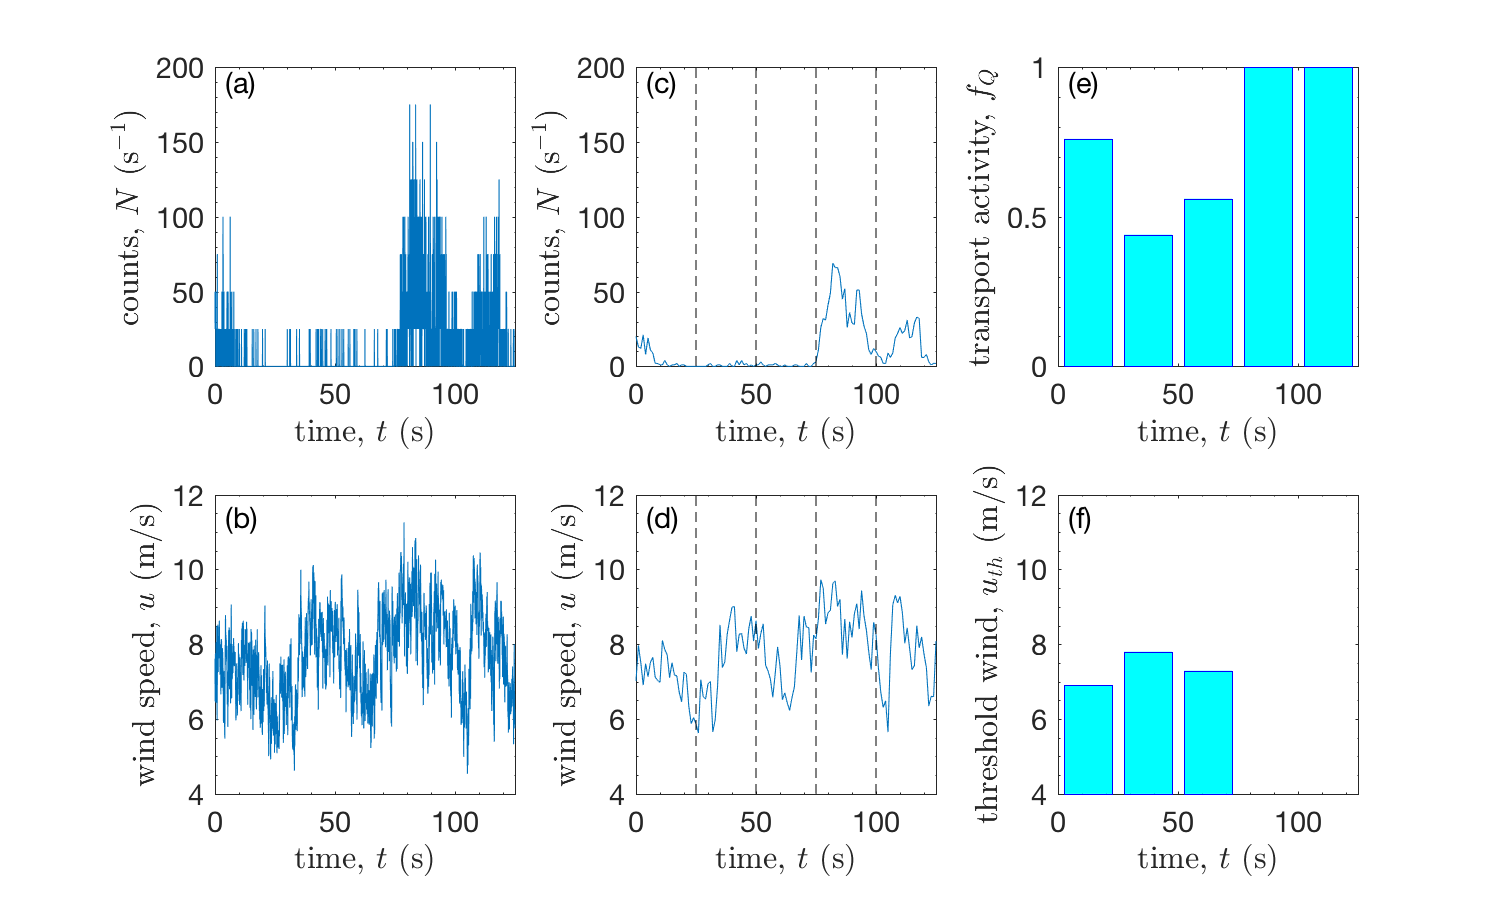 (a)
200
150
100
50
0
counts, N (s⁻¹)
0 50 100
time, t (s)
(c)
200
150
100
50
0
counts, N (s⁻¹)
0 50 100
time, t (s)
(e)
1
0.5
0
transport activity, f_Q
0 50 100
time, t (s)
(b)
12
10
8
6
4
wind speed, u (m/s)
0 50 100
time, t (s)
(d)
12
10
8
6
4
wind speed, u (m/s)
0 50 100
time, t (s)
(f)
12
10
8
6
4
threshold wind, u_th (m/s)
0 50 100
time, t (s)